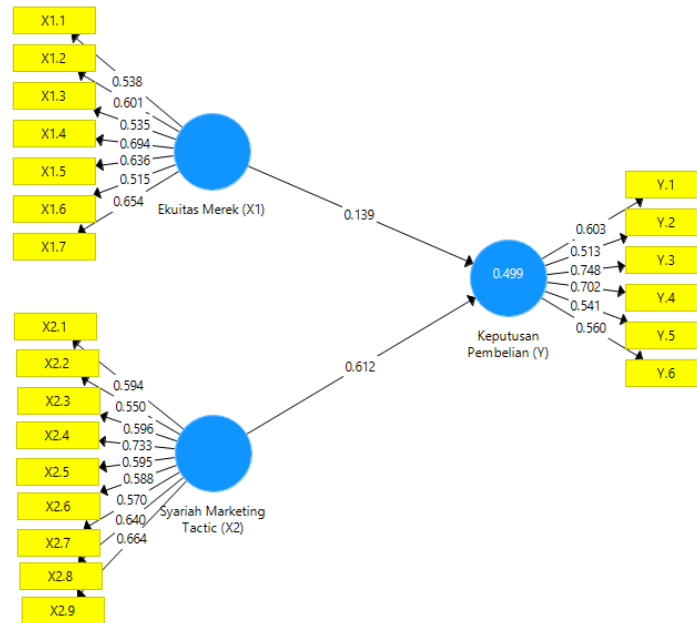 X1.1
X1.2
X1.3
X1.4
X1.5
X1.6
X1.7
0.538
0.601
0.535
0.694
0.636
0.515
0.654
Ekuitas Merek (X1)
0.139
X2.1
X2.2
X2.3
X2.4
X2.5
X2.6
X2.7
X2.8
X2.9
0.594
0.550
0.596
0.733
0.595
0.588
0.570
0.640
0.664
Syariah Marketing
Tactic (X2)
0.612
0.499
Keputusan
Pembelian (Y)
0.603
0.513
0.748
0.702
0.541
0.560
Y.1
Y.2
Y.3
Y.4
Y.5
Y.6